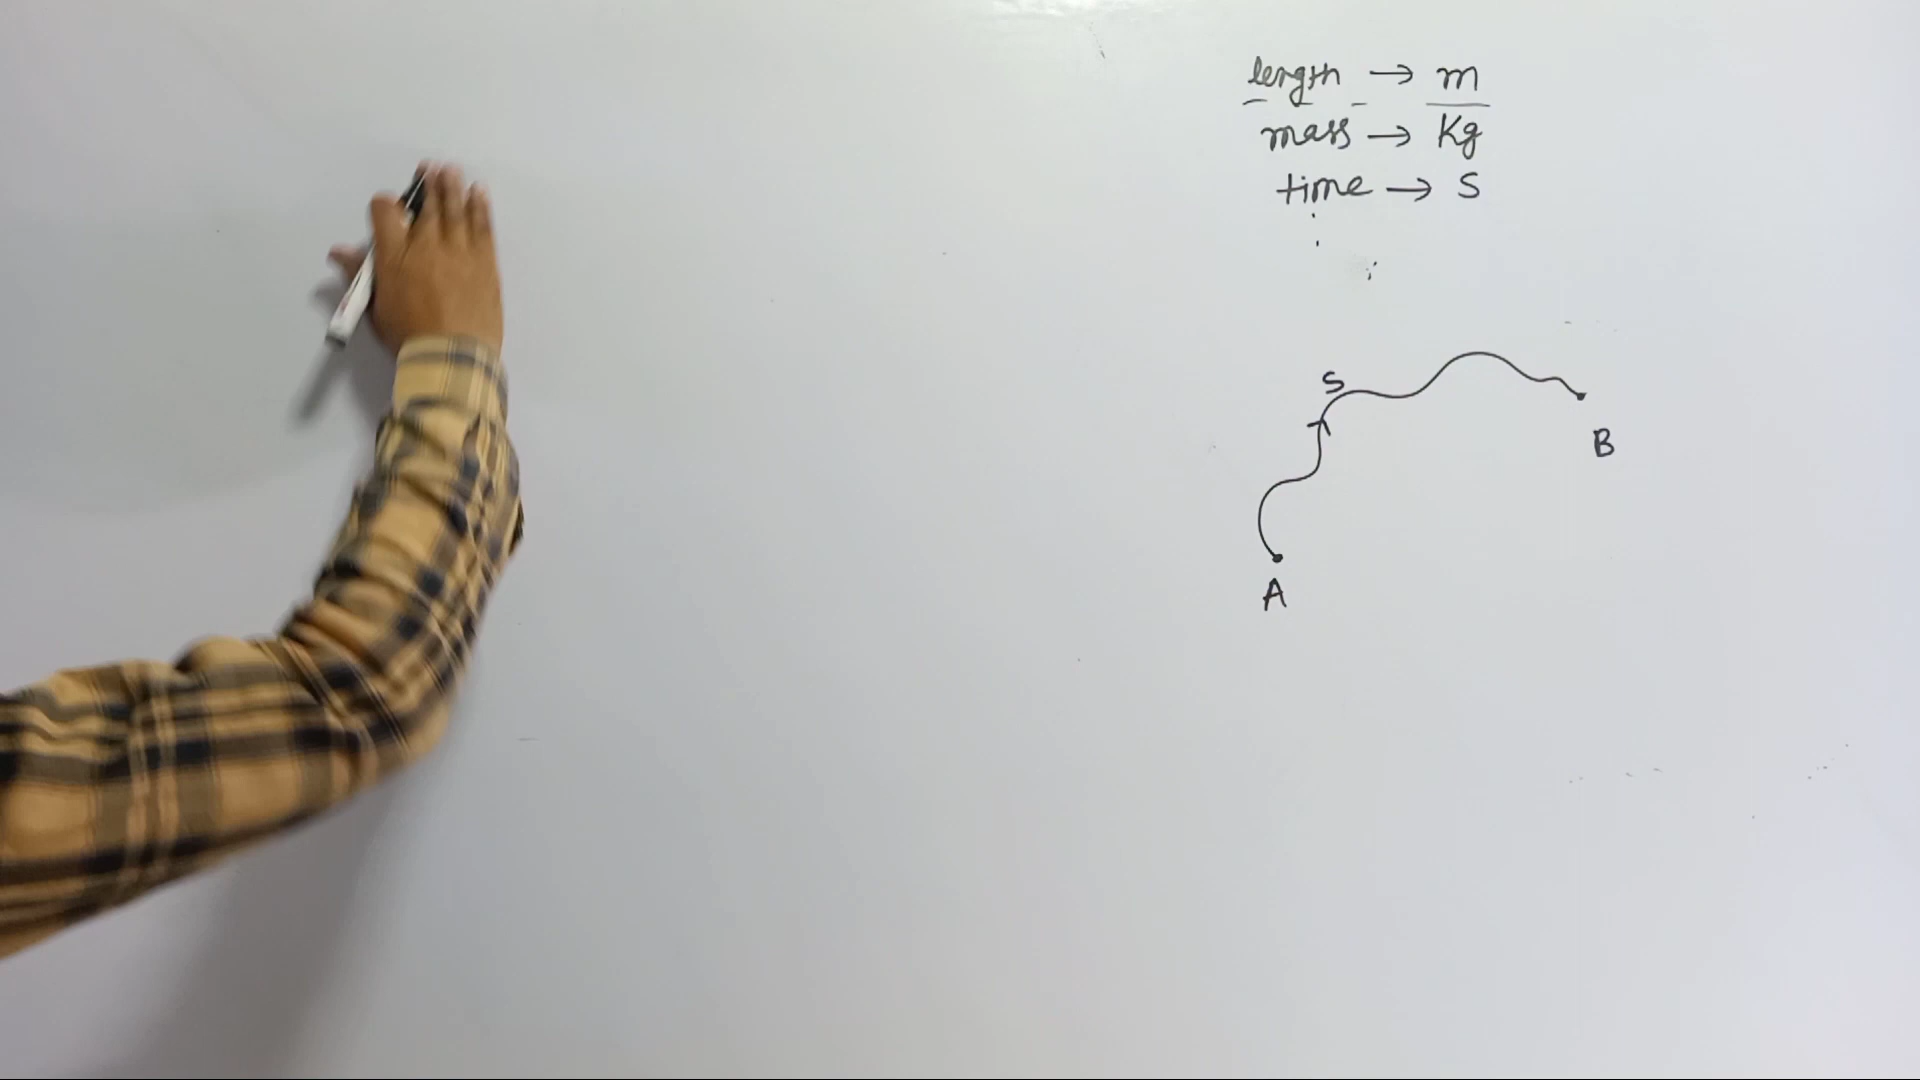 length → m
mass → Kg
time → S
S
B
A